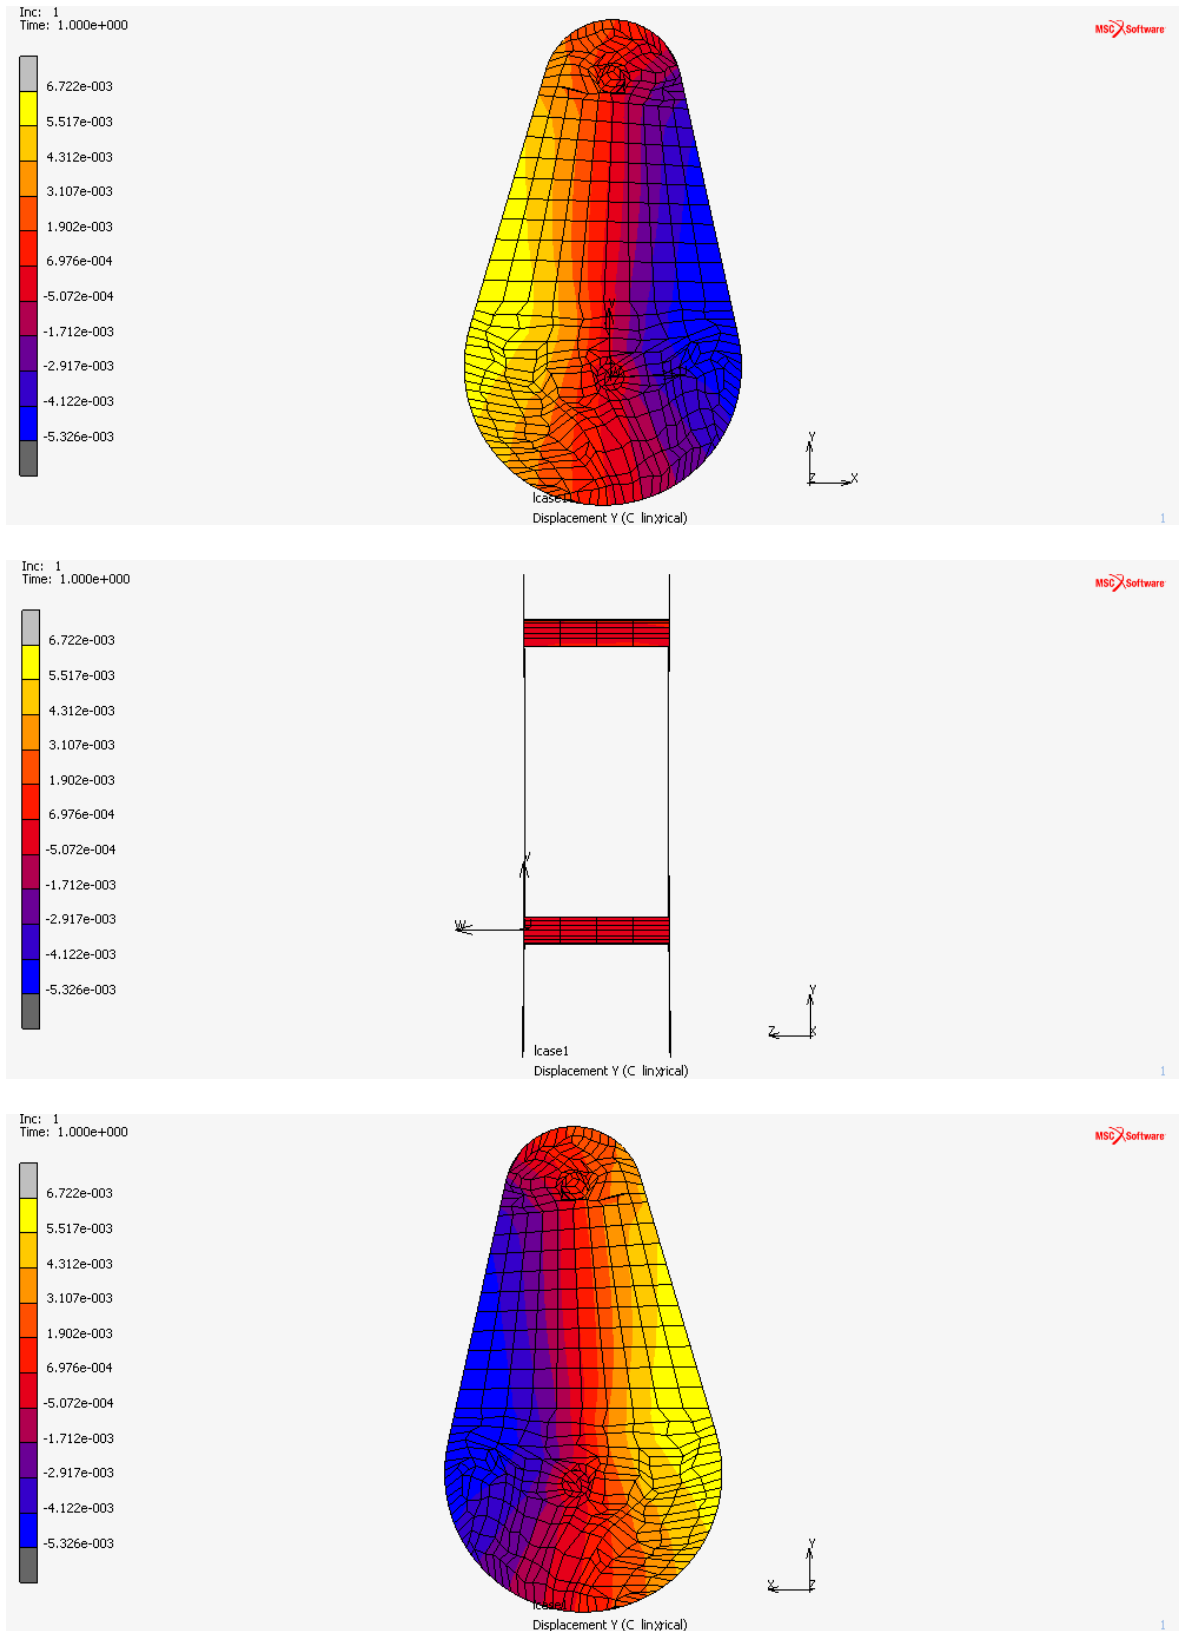 Inc: 1
Time: 1.000e+000
MSC Software
6.722e-003
5.517e-003
4.312e-003
3.107e-003
1.902e-003
6.976e-004
-5.072e-004
-1.712e-003
-2.917e-003
-4.122e-003
-5.326e-003
V
Y
Z X
lcase1
Displacement Y (C lin rical)
1
Inc: 1
Time: 1.000e+000
MSC Software
6.722e-003
5.517e-003
4.312e-003
3.107e-003
1.902e-003
6.976e-004
-5.072e-004
-1.712e-003
-2.917e-003
-4.122e-003
-5.326e-003
V
W
Y
Z X
lcase1
Displacement Y (C lin rical)
1
Inc: 1
Time: 1.000e+000
MSC Software
6.722e-003
5.517e-003
4.312e-003
3.107e-003
1.902e-003
6.976e-004
-5.072e-004
-1.712e-003
-2.917e-003
-4.122e-003
-5.326e-003
Y
X Z
Displacement Y (C lin rical)
1